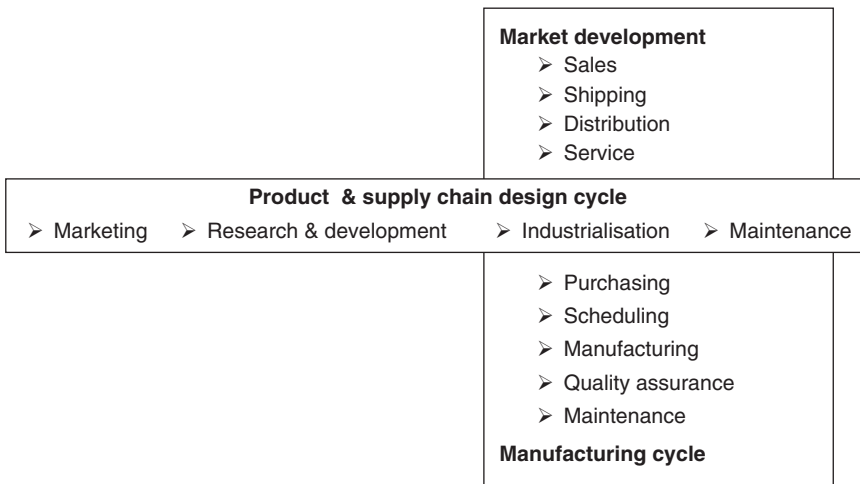 Market development
➢ Sales
➢ Shipping
➢ Distribution
➢ Service
Product & supply chain design cycle
➢ Marketing ➢ Research & development ➢ Industrialisation ➢ Maintenance
➢ Purchasing
➢ Scheduling
➢ Manufacturing
➢ Quality assurance
➢ Maintenance
Manufacturing cycle